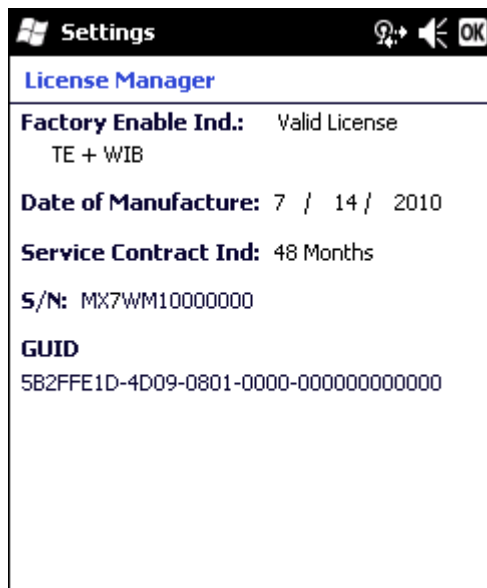 Settings
OK
License Manager
Factory Enable Ind.: Valid License
TE + WIB
Date of Manufacture: 7 / 14 / 2010
Service Contract Ind: 48 Months
S/N: MX7WM10000000
GUID
5B2FFE1D-4D09-0801-0000-000000000000